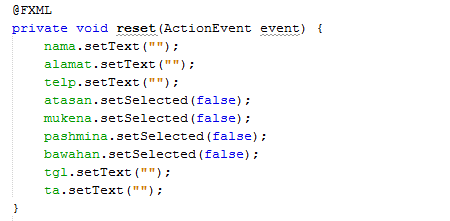 @FXML
private void reset(ActionEvent event) {
    nama.setText("");
    alamat.setText("");
    telp.setText("");
    atasan.setSelected(false);
    mukena.setSelected(false);
    pashmina.setSelected(false);
    bawahan.setSelected(false);
    tgl.setText("");
    ta.setText("");
}